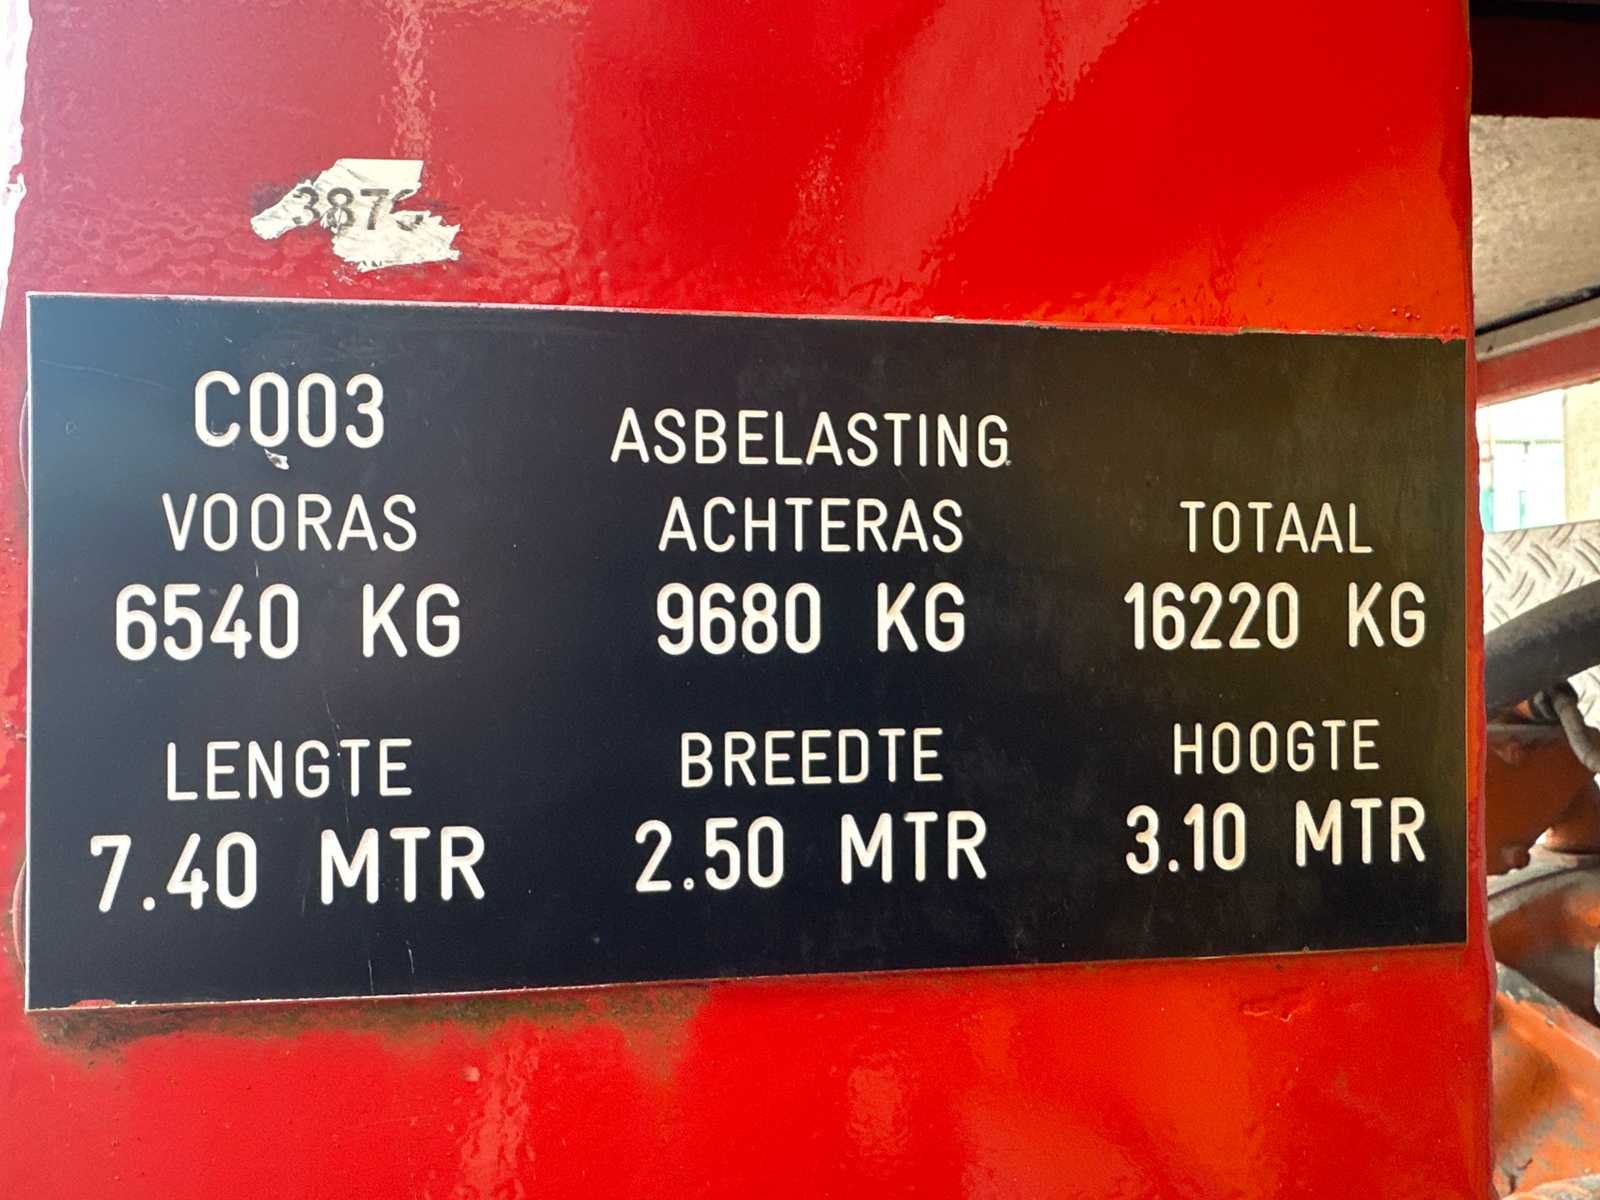 387
C003
ASBELASTING
VOORAS ACHTERAS TOTAAL
6540 KG 9680 KG 16220 KG
LENGTE BREEDTE HOOGTE
7.40 MTR 2.50 MTR 3.10 MTR